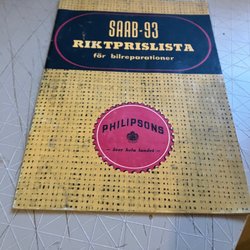 SAAB-93
RIKTPRISLISTA
för bilreparationer
PHILIPSONS
över hela landet